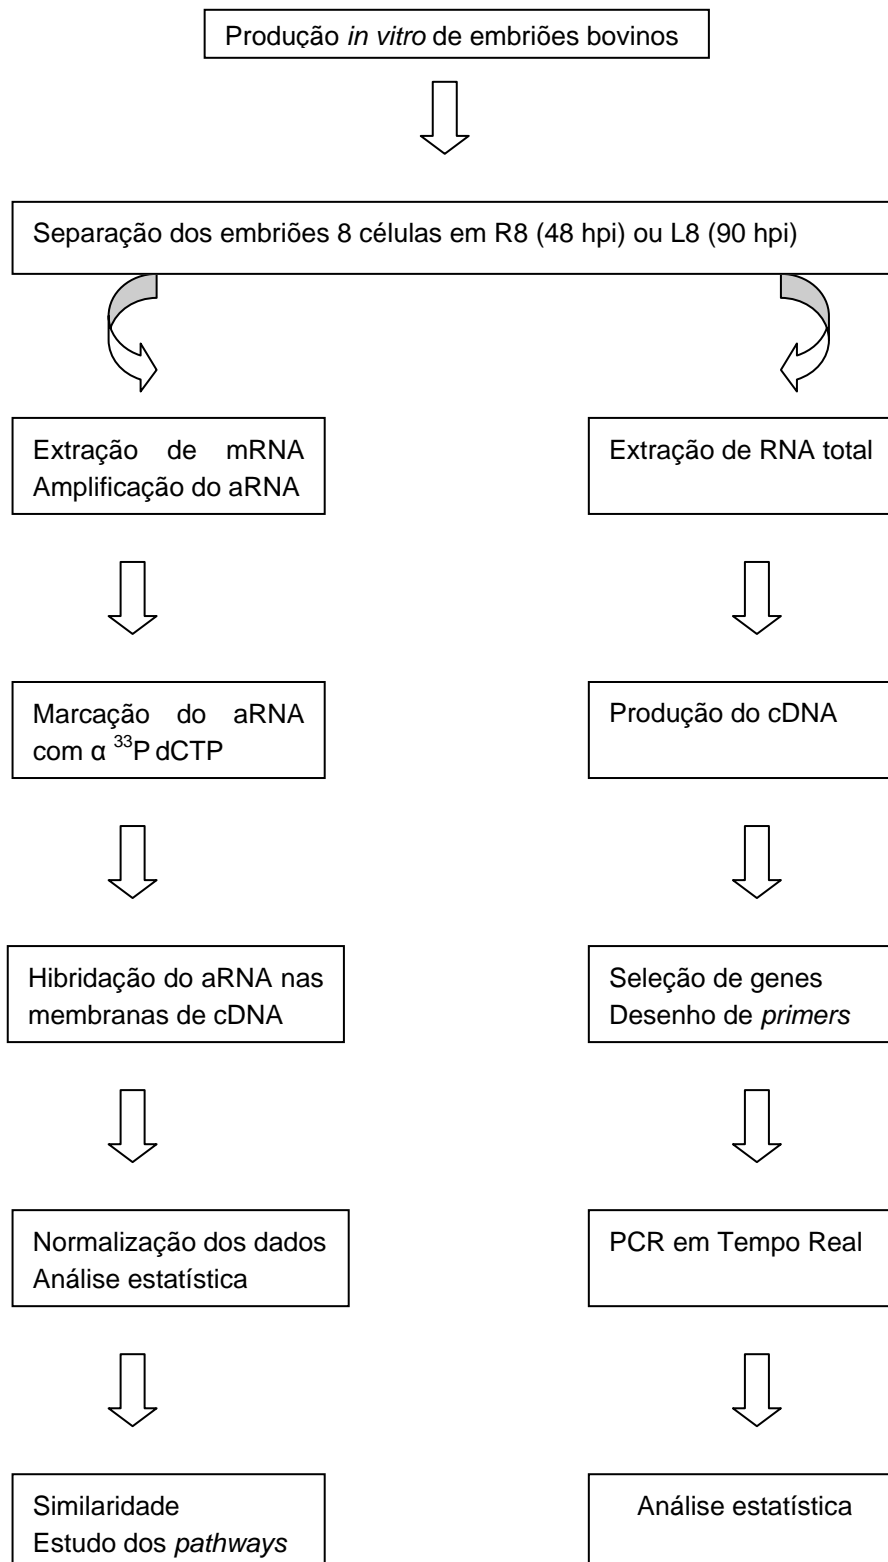 Produção in vitro de embriões bovinos
Separação dos embriões 8 células em R8 (48 hpi) ou L8 (90 hpi)
Extração de mRNA
Amplificação do aRNA
Extração de RNA total
Marcação do aRNA
com α ³³P dCTP
Produção do cDNA
Hibridação do aRNA nas
membranas de cDNA
Seleção de genes
Desenho de primers
Normalização dos dados
Análise estatística
PCR em Tempo Real
Similaridade
Estudo dos pathways
Análise estatística